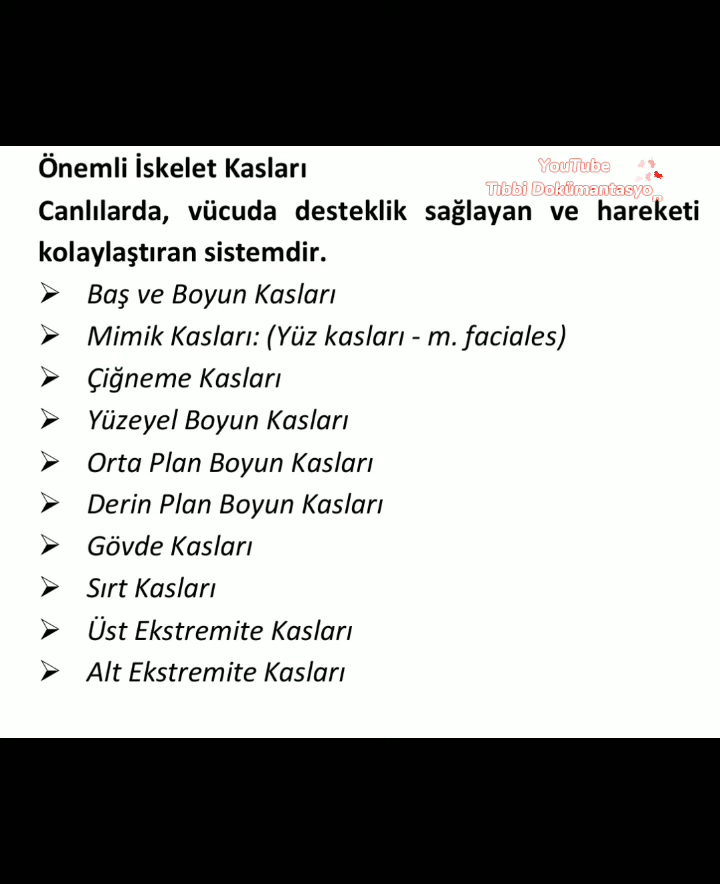 Önemli İskelet Kasları
YouTube
Tıbbi Dokümantasyo
Canlılarda, vücuda desteklik sağlayan ve hareketi
kolaylaştıran sistemdir.
➢ Baş ve Boyun Kasları
➢ Mimik Kasları: (Yüz kasları - m. faciales)
➢ Çiğneme Kasları
➢ Yüzeyel Boyun Kasları
➢ Orta Plan Boyun Kasları
➢ Derin Plan Boyun Kasları
➢ Gövde Kasları
➢ Sırt Kasları
➢ Üst Ekstremite Kasları
➢ Alt Ekstremite Kasları